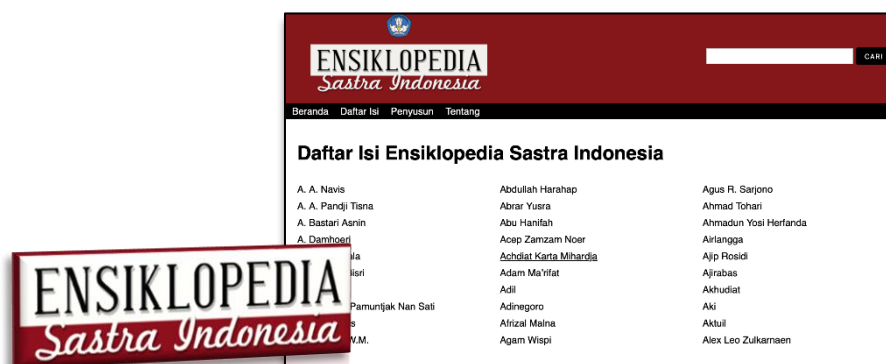 ENSIKLOPEDIA
Sastra Indonesia
CARI
Beranda Daftar Isi Penyusun Tentang
Daftar Isi Ensiklopedia Sastra Indonesia
A. A. Navis
A. A. Pandji Tisna
A. Bastari Asnin
A. Damhoeri
Pamuntjak Nan Sati
W.M.
Abdullah Harahap
Abrar Yusra
Abu Hanifah
Acep Zamzam Noer
Achdiat Karta Mihardja
Adam Ma'rifat
Adil
Adinegoro
Afrizal Malna
Agam Wispi
Agus R. Sarjono
Ahmad Tohari
Ahmadun Yosi Herfanda
Airlangga
Ajip Rosidi
Ajirabas
Akhudiat
Aki
Aktuil
Alex Leo Zulkarnaen
ENSIKLOPEDIA
Sastra Indonesia